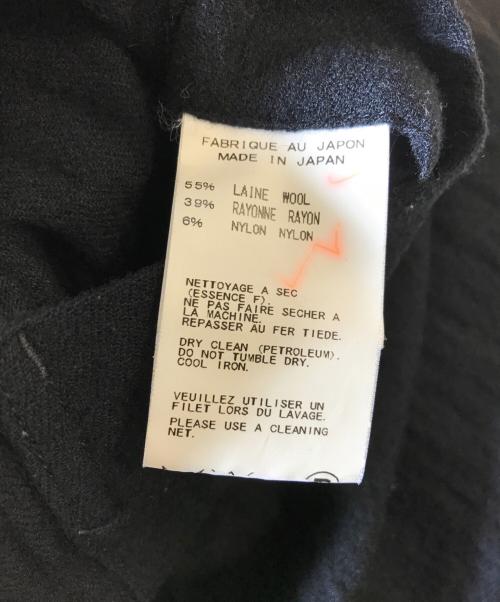 FABRIQUE AU JAPON
MADE IN JAPAN
55% LAINE WOOL
39% RAYONNE RAYON
6% NYLON NYLON
NETTOYAGE A SEC
(ESSENCE F).
NE PAS FAIRE SECHER A
LA MACHINE.
REPASSER AU FER TIEDE.
DRY CLEAN (PETROLEUM).
DO NOT TUMBLE DRY.
COOL IRON.
VEUILLEZ UTILISER UN
FILET LORS DU LAVAGE.
PLEASE USE A CLEANING
NET.